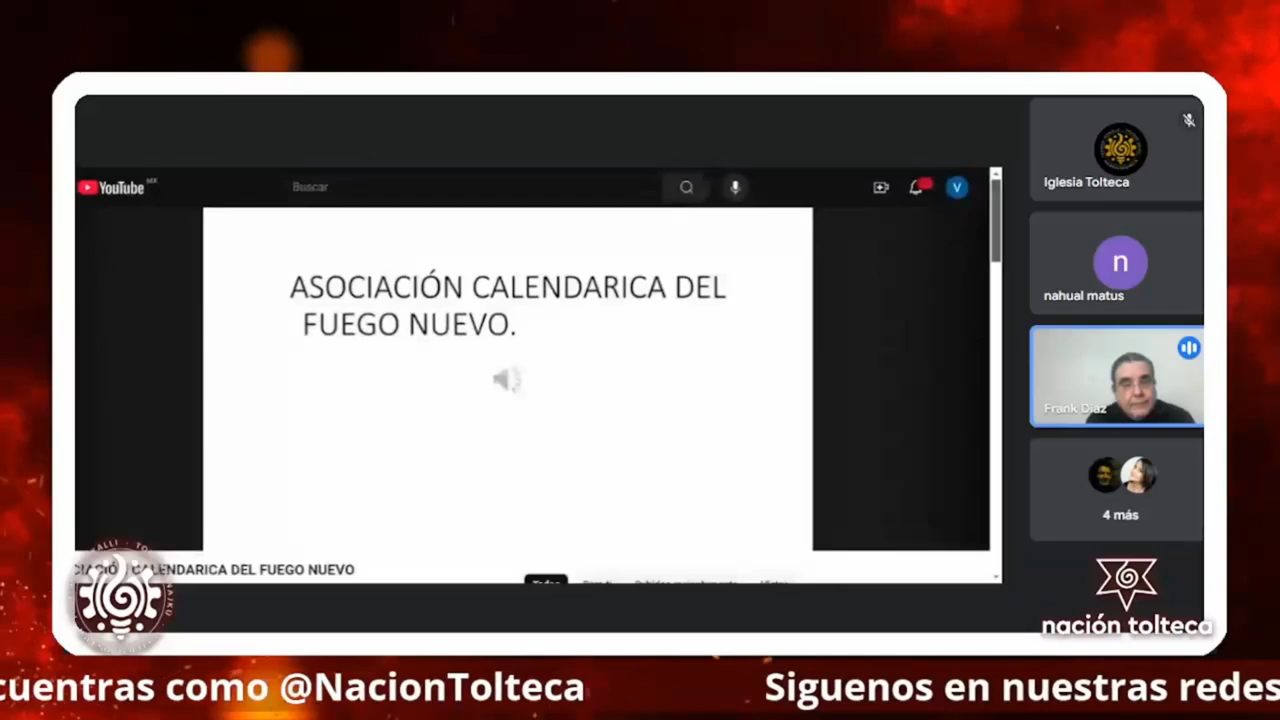 YouTube MX
Buscar
V
ASOCIACIÓN CALENDARICA DEL
FUEGO NUEVO.
CALENDARICA DEL FUEGO NUEVO
Iglesia Tolteca
n
nahual matus
Frank Diaz
4 más
nación tolteca
cuentras como @NacionTolteca
Siguenos en nuestras redes